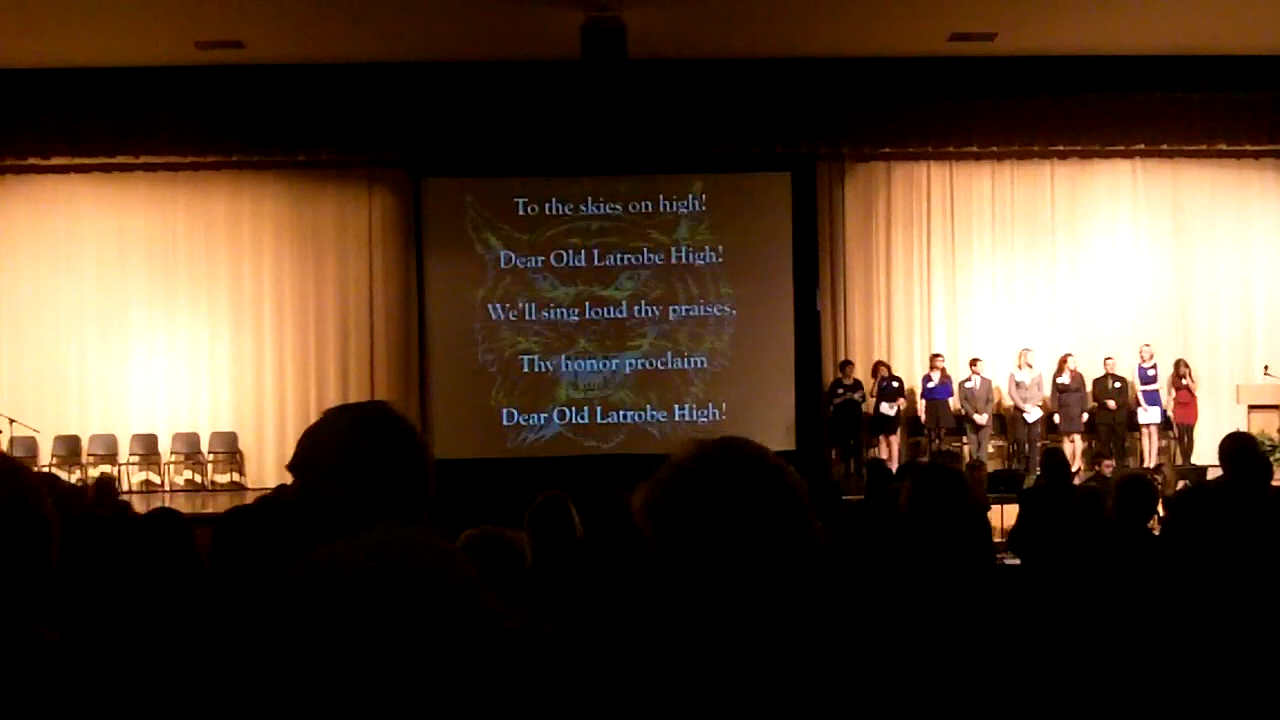 To the skies on high!
Dear Old Latrobe High!
We'll sing loud thy praises,
Thy honor proclaim
Dear Old Latrobe High!